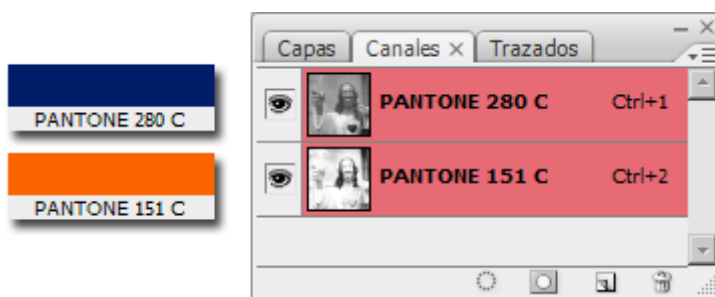 PANTONE 280 C
PANTONE 151 C
Capas Canales × Trazados
PANTONE 280 C Ctrl+1
PANTONE 151 C Ctrl+2